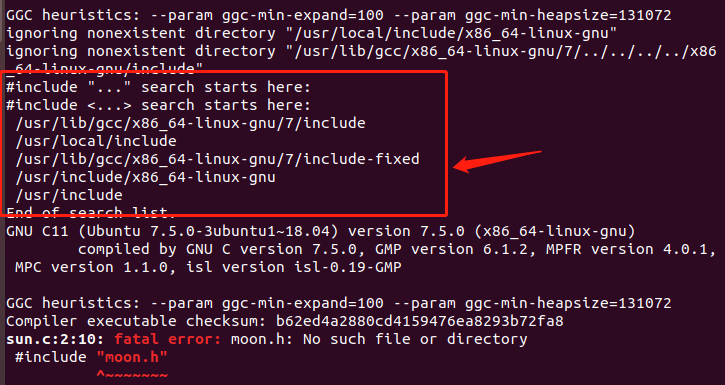 GGC heuristics: --param ggc-min-expand=100 --param ggc-min-heapsize=131072
ignoring nonexistent directory "/usr/local/include/x86_64-linux-gnu"
ignoring nonexistent directory "/usr/lib/gcc/x86_64-linux-gnu/7/../../../../x86
_64-linux-gnu/include"
#include "..." search starts here:
#include <...> search starts here:
 /usr/lib/gcc/x86_64-linux-gnu/7/include
 /usr/local/include
 /usr/lib/gcc/x86_64-linux-gnu/7/include-fixed
 /usr/include/x86_64-linux-gnu
 /usr/include
End of search list.
GNU C11 (Ubuntu 7.5.0-3ubuntu1~18.04) version 7.5.0 (x86_64-linux-gnu)
        compiled by GNU C version 7.5.0, GMP version 6.1.2, MPFR version 4.0.1,
 MPC version 1.1.0, isl version isl-0.19-GMP

GGC heuristics: --param ggc-min-expand=100 --param ggc-min-heapsize=131072
Compiler executable checksum: b62ed4a2880cd4159476ea8293b72fa8
sun.c:2:10: fatal error: moon.h: No such file or directory
 #include "moon.h"
          ^~~~~~~~